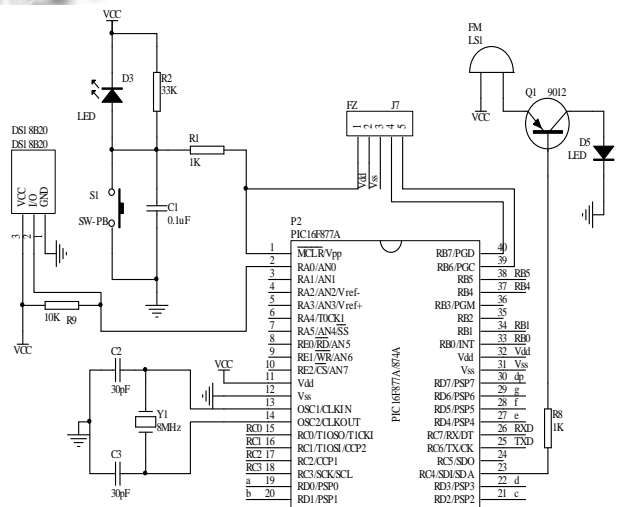 VCC
FM
LS1
D3
R2
33K
LED
Q1 9012
VCC
FZ J7
DS18B20
DS18B20
R1
1K
1 2 3 4 5
D5
LED
VCC
I/O
GND
Vdd
Vss
S1
SW-PB
C1
0.1uF
3 2 1
P2
PIC16F877A
1 MCLR/Vpp RB7/PGD 40
2 RA0/AN0 RB6/PGC 39
3 RA1/AN1 RB5 38 RB5
4 RA2/AN2/Vref- RB4 37 RB4
5 RA3/AN3/Vref+ RB3/PGM 36
6 RA4/T0CK1 RB2 35
7 RA5/AN4/SS RB1 34 RB1
8 RE0/RD/AN5 RB0/INT 33 RB0
9 RE1/WR/AN6 Vdd 32 Vdd
10 RE2/CS/AN7 Vss 31 Vss
11 Vdd RD7/PSP7 30 dp
12 Vss RD6/PSP6 29 g
13 OSC1/CLKIN RD5/PSP5 28 f
14 OSC2/CLKOUT RD4/PSP4 27 e
RC0 15 RC0/T1OSO/T1CKI RC7/RX/DT 26 RXD
RC1 16 RC1/T1OSI/CCP2 RC6/TX/CK 25 TXD
RC2 17 RC2/CCP1 RC5/SDO 24
RC3 18 RC3/SCK/SCL RC4/SDI/SDA 23
a 19 RD0/PSP0 RD3/PSP3 22 d
b 20 RD1/PSP1 RD2/PSP2 21 c
PIC16F877A/874A
10K R9
VCC
C2
30pF
VCC
Y1
8MHz
C3
30pF
R8
1K